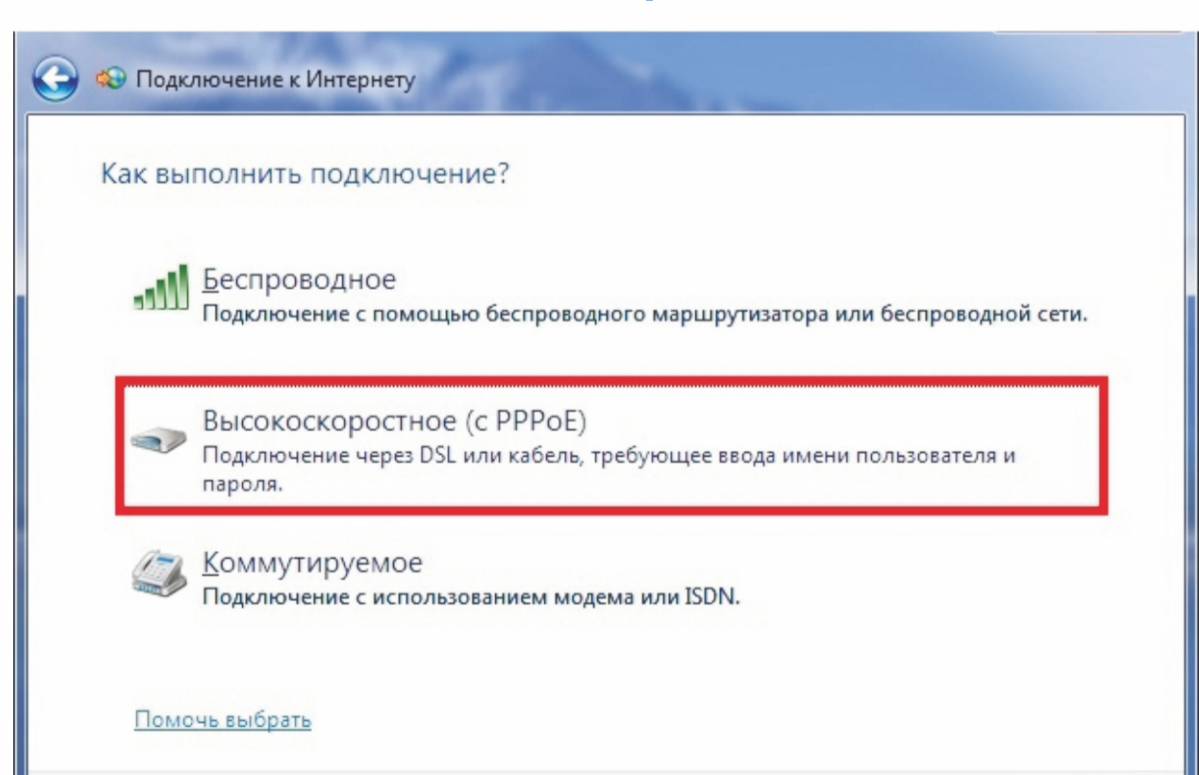 Подключение к Интернету
Как выполнить подключение?
Беспроводное
Подключение с помощью беспроводного маршрутизатора или беспроводной сети.
Высокоскоростное (с PPPoE)
Подключение через DSL или кабель, требующее ввода имени пользователя и
пароля.
Коммутируемое
Подключение с использованием модема или ISDN.
Помочь выбрать